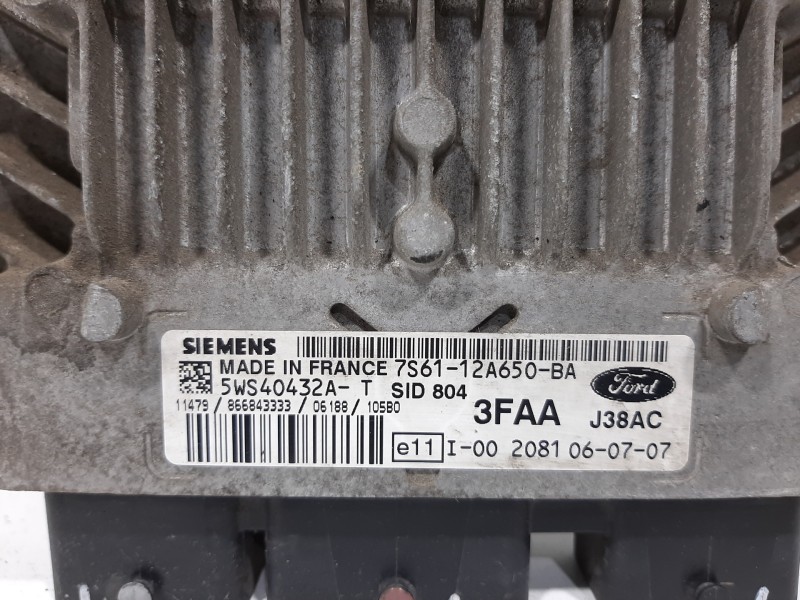 SIEMENS
MADE IN FRANCE 7S61-12A650-BA
5WS40432A- T SID 804
Ford
11479 / 866843333 / 06188 / 105B0
3FAA J38AC
e11 I-00 2081 06-07-07